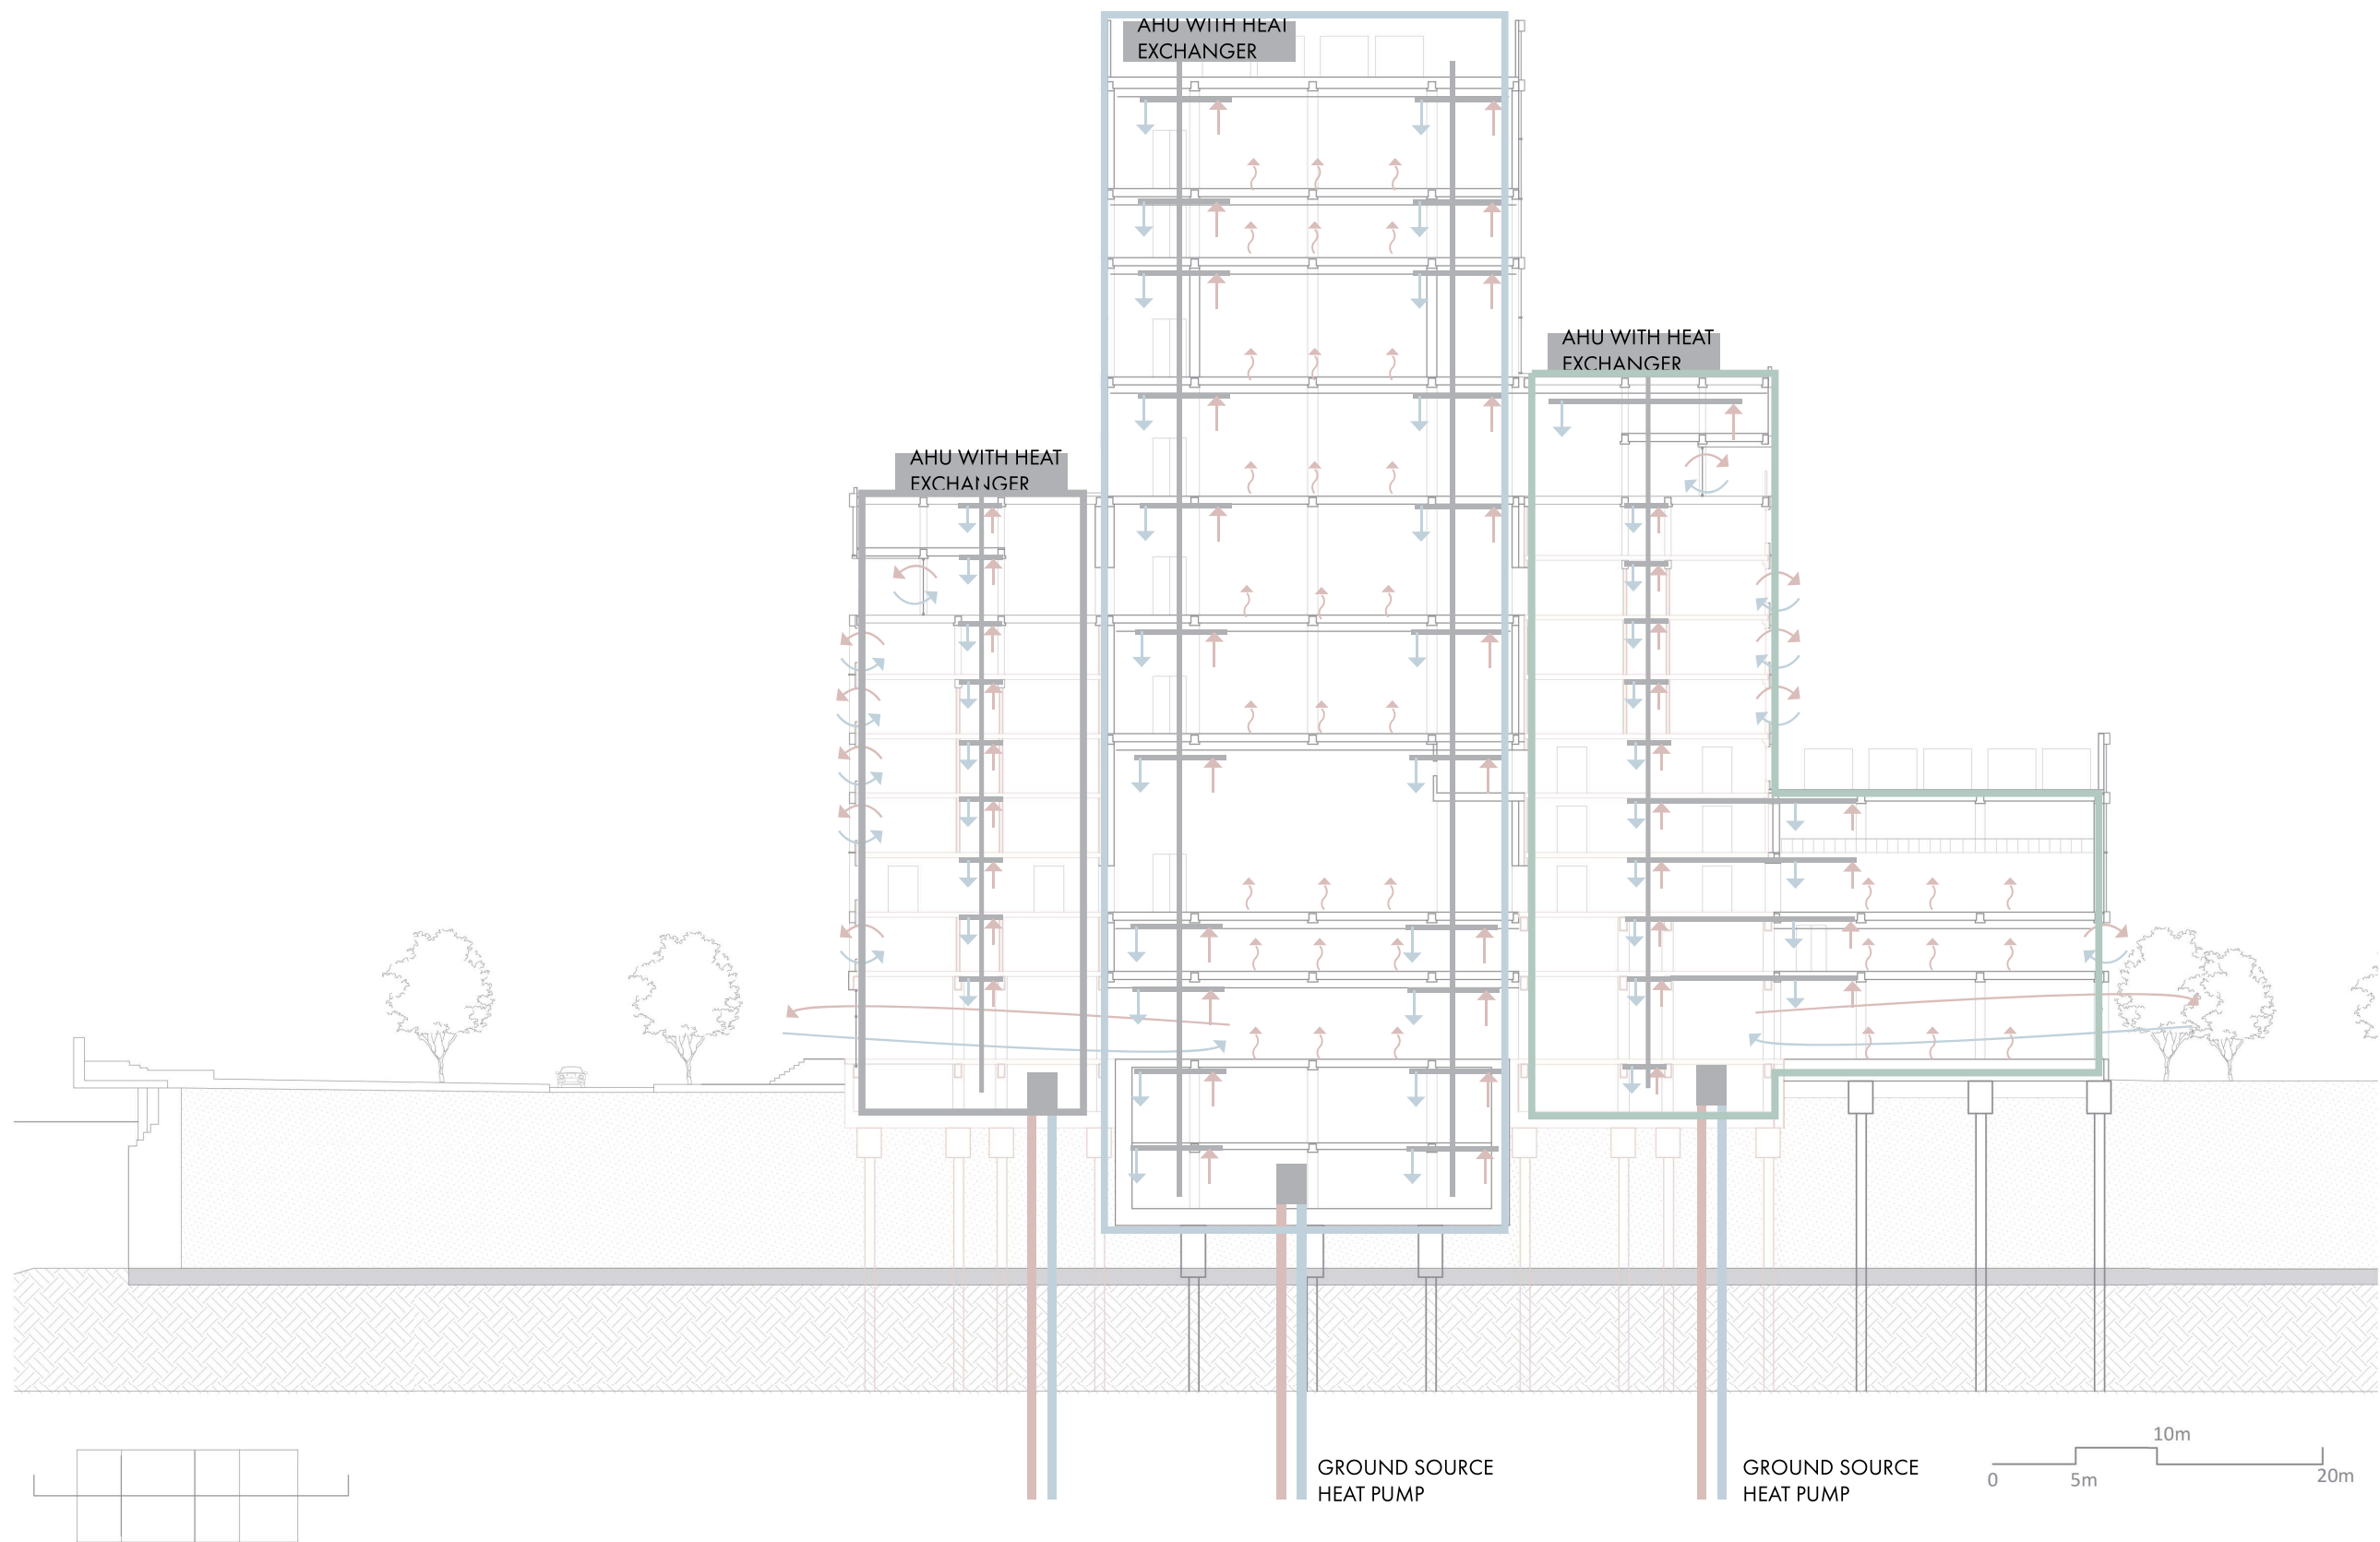 AHU WITH HEAT
EXCHANGER
AHU WITH HEAT
EXCHANGER
AHU WITH HEAT
EXCHANGER
GROUND SOURCE
HEAT PUMP
GROUND SOURCE
HEAT PUMP
10m
0
5m
20m